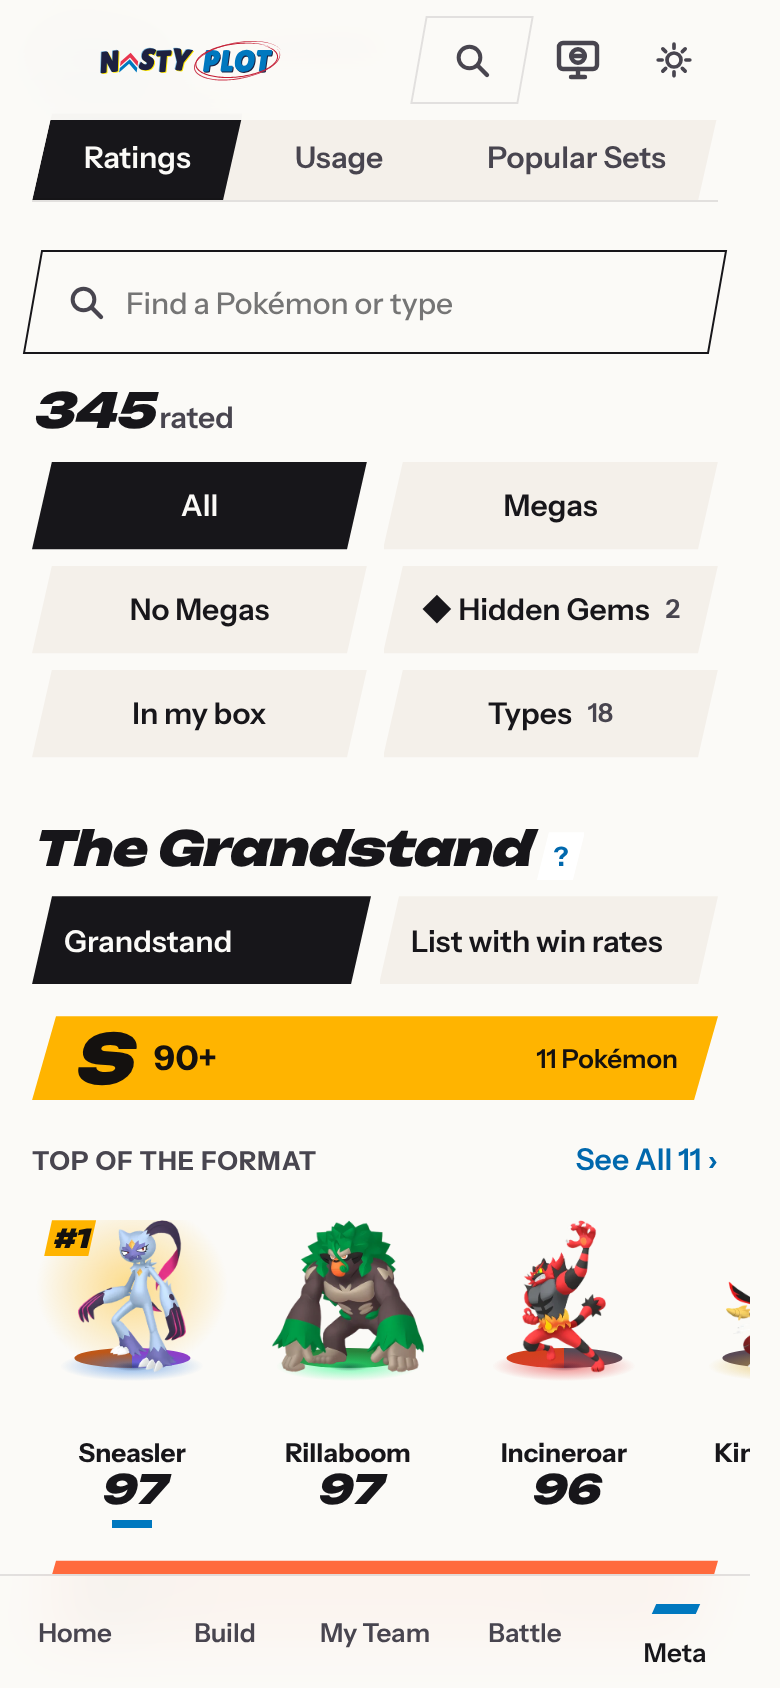 NASTY PLOT
Ratings Usage Popular Sets
Find a Pokémon or type
345 rated
All Megas
No Megas ◆ Hidden Gems 2
In my box Types 18
The Grandstand ?
Grandstand List with win rates
S 90+ 11 Pokémon
TOP OF THE FORMAT See All 11 ›
#1
Sneasler Rillaboom Incineroar Kin
97 97 96
Home Build My Team Battle Meta